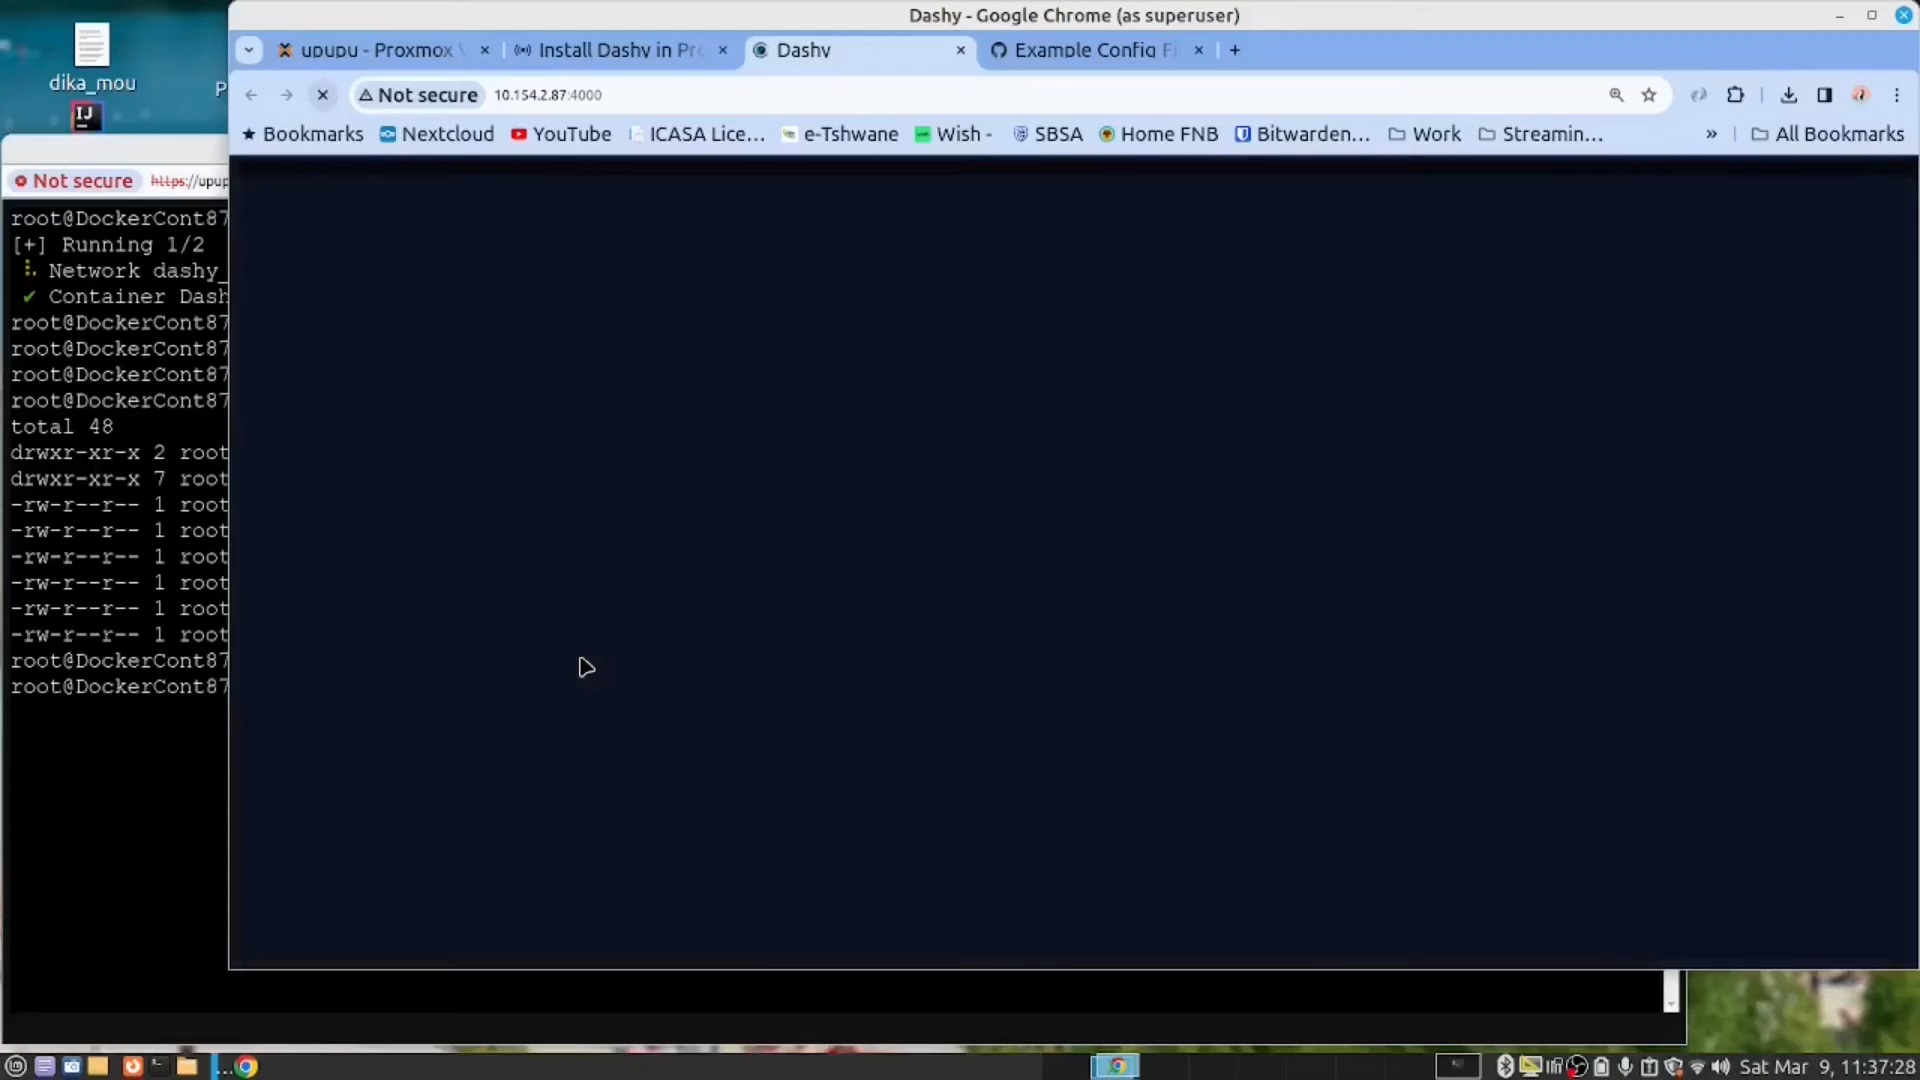 dika_mou
P
IJ
Not secure https://upup
root@DockerCont87
[+] Running 1/2
Network dashy_
✔ Container Dash
root@DockerCont87
root@DockerCont87
root@DockerCont87
root@DockerCont87
total 48
drwxr-xr-x 2 root
drwxr-xr-x 7 root
-rw-r--r-- 1 root
-rw-r--r-- 1 root
-rw-r--r-- 1 root
-rw-r--r-- 1 root
-rw-r--r-- 1 root
-rw-r--r-- 1 root
root@DockerCont87
root@DockerCont87
Dashy - Google Chrome (as superuser)
upupu - Proxmox Install Dashy in Pr Dashy Example Config Fi
Not secure 10.154.2.87:4000
Bookmarks Nextcloud YouTube ICASA Lice... e-Tshwane Wish - SBSA Home FNB Bitwarden... Work Streamin... » All Bookmarks
... Sat Mar 9, 11:37:28